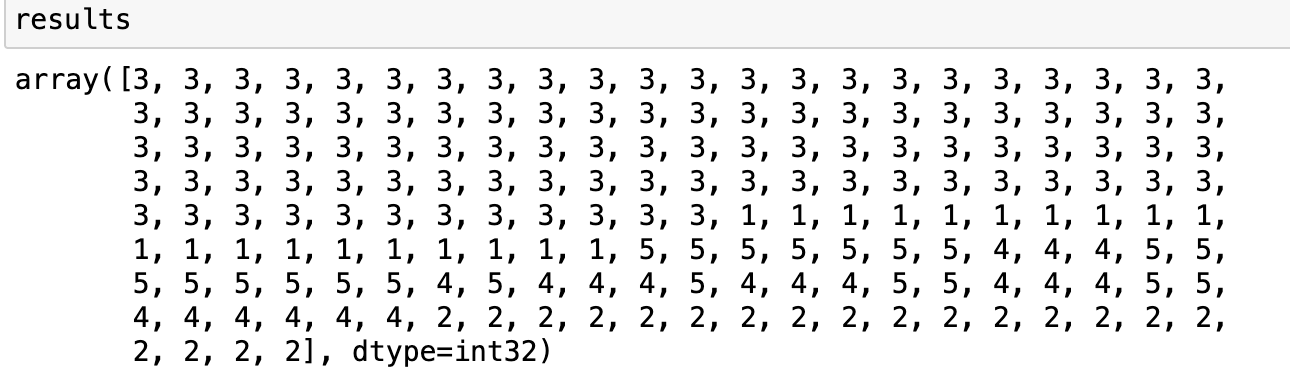 results
array([3, 3, 3, 3, 3, 3, 3, 3, 3, 3, 3, 3, 3, 3, 3, 3, 3, 3, 3, 3, 3, 3,
3, 3, 3, 3, 3, 3, 3, 3, 3, 3, 3, 3, 3, 3, 3, 3, 3, 3, 3, 3, 3, 3,
3, 3, 3, 3, 3, 3, 3, 3, 3, 3, 3, 3, 3, 3, 3, 3, 3, 3, 3, 3, 3, 3,
3, 3, 3, 3, 3, 3, 3, 3, 3, 3, 3, 3, 3, 3, 3, 3, 3, 3, 3, 3, 3, 3,
3, 3, 3, 3, 3, 3, 3, 3, 3, 3, 3, 3, 1, 1, 1, 1, 1, 1, 1, 1, 1, 1,
1, 1, 1, 1, 1, 1, 1, 1, 1, 1, 5, 5, 5, 5, 5, 5, 5, 4, 4, 4, 5, 5,
5, 5, 5, 5, 5, 5, 4, 5, 4, 4, 4, 5, 4, 4, 4, 5, 5, 4, 4, 4, 5, 5,
4, 4, 4, 4, 4, 4, 2, 2, 2, 2, 2, 2, 2, 2, 2, 2, 2, 2, 2, 2, 2, 2,
2, 2, 2, 2], dtype=int32)